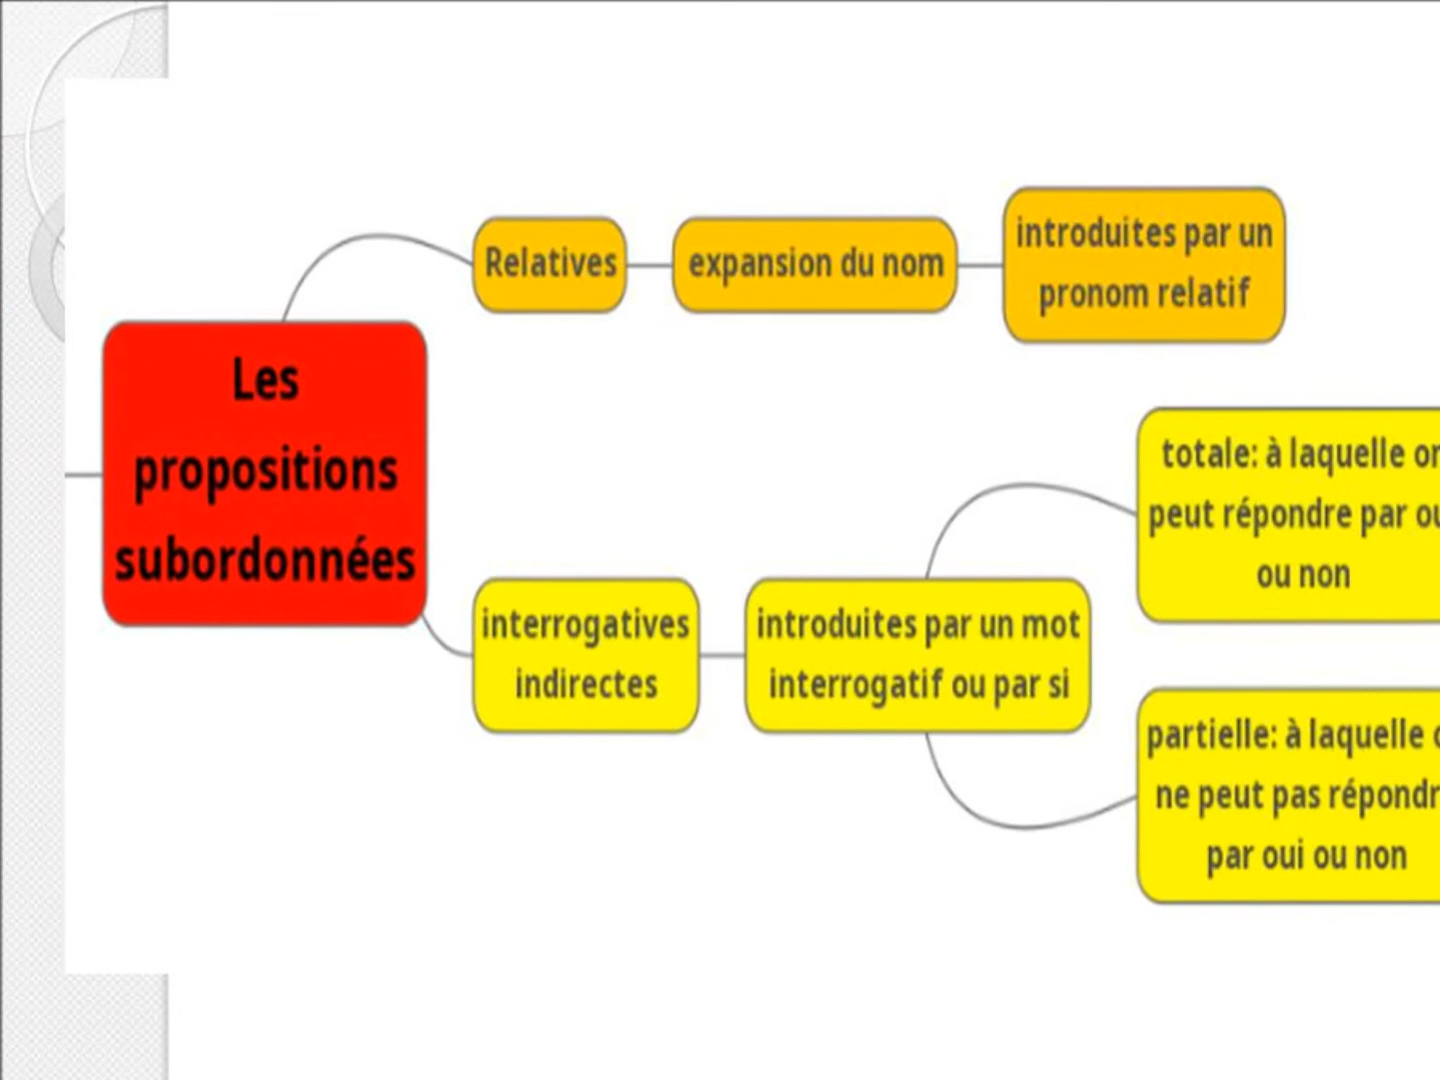 Les
propositions
subordonnées
Relatives
expansion du nom
introduites par un
pronom relatif
interrogatives
indirectes
introduites par un mot
interrogatif ou par si
totale: à laquelle
peut répondre par
ou non
partielle: à laquelle
ne peut pas
par oui ou non